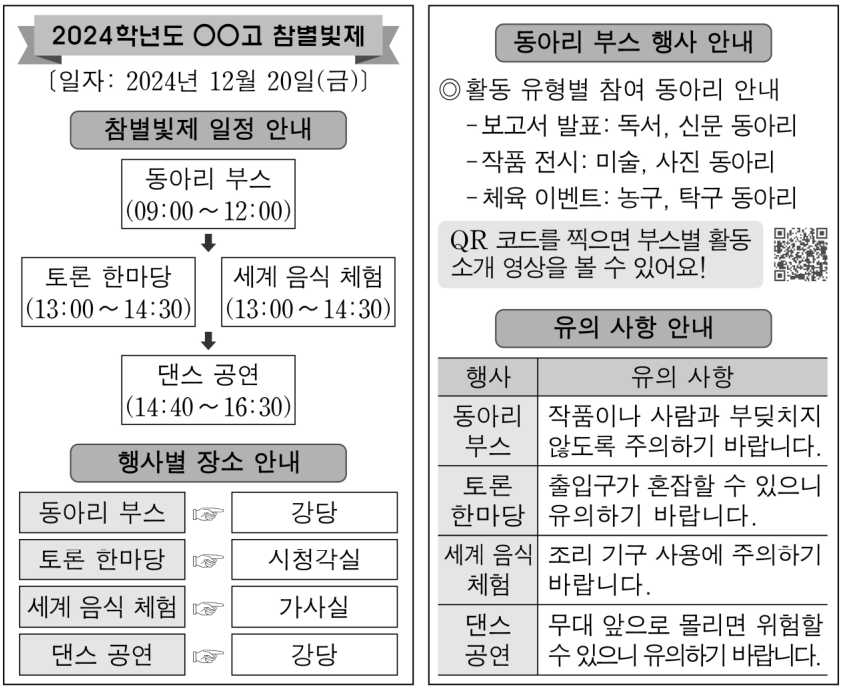 2024학년도 ○○고 참별빛제
〔일자: 2024년 12월 20일(금)〕
참별빛제 일정 안내
동아리 부스
(09:00~12:00)
토론 한마당
(13:00~14:30)
세계 음식 체험
(13:00~14:30)
댄스 공연
(14:40~16:30)
행사별 장소 안내
동아리 부스 ☞ 강당
토론 한마당 ☞ 시청각실
세계 음식 체험 ☞ 가사실
댄스 공연 ☞ 강당
동아리 부스 행사 안내
◎ 활동 유형별 참여 동아리 안내
-보고서 발표: 독서, 신문 동아리
-작품 전시: 미술, 사진 동아리
-체육 이벤트: 농구, 탁구 동아리
QR 코드를 찍으면 부스별 활동
소개 영상을 볼 수 있어요!
유의 사항 안내
행사 유의 사항
동아리
부스
작품이나 사람과 부딪치지
않도록 주의하기 바랍니다.
토론
한마당
출입구가 혼잡할 수 있으니
유의하기 바랍니다.
세계 음식
체험
조리 기구 사용에 주의하기
바랍니다.
댄스
공연
무대 앞으로 몰리면 위험할
수 있으니 유의하기 바랍니다.